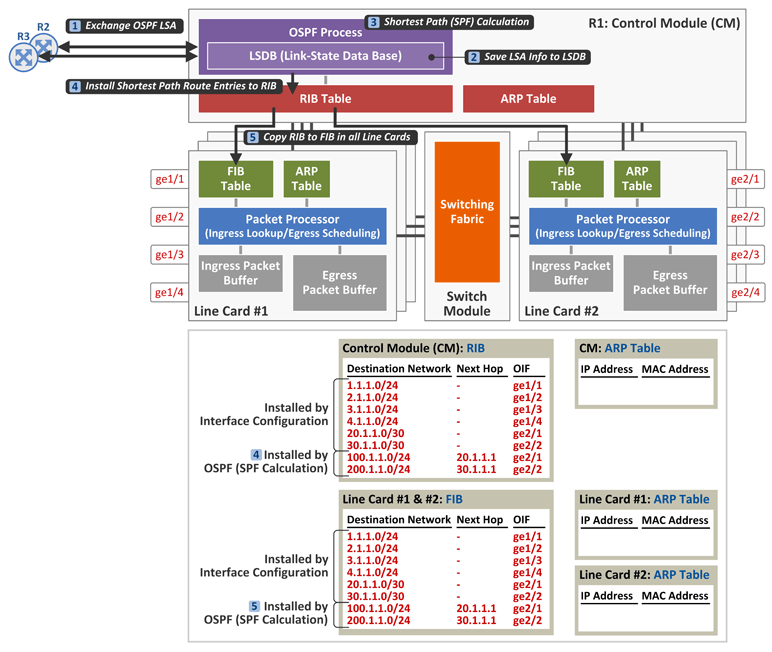 1 Exchange OSPF LSA
R2
R3
3 Shortest Path (SPF) Calculation
R1: Control Module (CM)
OSPF Process
LSDB (Link-State Data Base)
2 Save LSA Info to LSDB
4 Install Shortest Path Route Entries to RIB
RIB Table
ARP Table
5 Copy RIB to FIB in all Line Cards
ge1/1
ge1/2
ge1/3
ge1/4
FIB
Table
ARP
Table
Packet Processor
(Ingress Lookup/Egress Scheduling)
Ingress Packet
Buffer
Egress
Packet Buffer
Line Card #1
Switching
Fabric
Switch
Module
FIB
Table
ARP
Table
Packet Processor
(Ingress Lookup/Egress Scheduling)
Ingress Packet
Buffer
Egress
Packet Buffer
Line Card #2
ge2/1
ge2/2
ge2/3
ge2/4
Control Module (CM): RIB
Destination Network Next Hop OIF
1.1.1.0/24 - ge1/1
2.1.1.0/24 - ge1/2
3.1.1.0/24 - ge1/3
4.1.1.0/24 - ge1/4
20.1.1.0/30 - ge2/1
30.1.1.0/30 - ge2/2
100.1.1.0/24 20.1.1.1 ge2/1
200.1.1.0/24 30.1.1.1 ge2/2
Installed by
Interface Configuration
4 Installed by
OSPF (SPF Calculation)
CM: ARP Table
IP Address MAC Address
Line Card #1 & #2: FIB
Destination Network Next Hop OIF
1.1.1.0/24 - ge1/1
2.1.1.0/24 - ge1/2
3.1.1.0/24 - ge1/3
4.1.1.0/24 - ge1/4
20.1.1.0/30 - ge2/1
30.1.1.0/30 - ge2/2
100.1.1.0/24 20.1.1.1 ge2/1
200.1.1.0/24 30.1.1.1 ge2/2
Installed by
Interface Configuration
5 Installed by
OSPF (SPF Calculation)
Line Card #1: ARP Table
IP Address MAC Address
Line Card #2: ARP Table
IP Address MAC Address